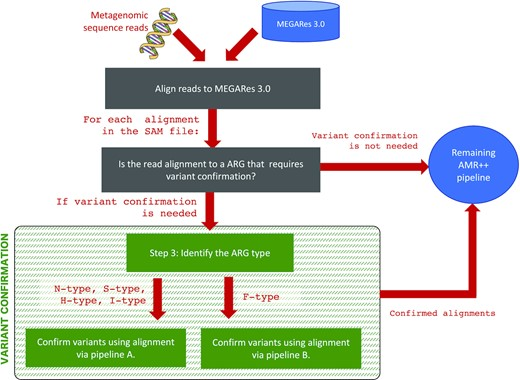 Metagenomic
sequence reads
MEGARes 3.0
Align reads to MEGARes 3.0
For each alignment
in the SAM file:
Is the read alignment to a ARG that requires
variant confirmation?
Variant confirmation
is not needed
Remaining
AMR++
pipeline
If variant confirmation
is needed
VARIANT CONFIRMATION
Step 3: Identify the ARG type
N-type, S-type,
H-type, I-type
F-type
Confirm variants using alignment
via pipeline A.
Confirm variants using alignment
via pipeline B.
Confirmed alignments